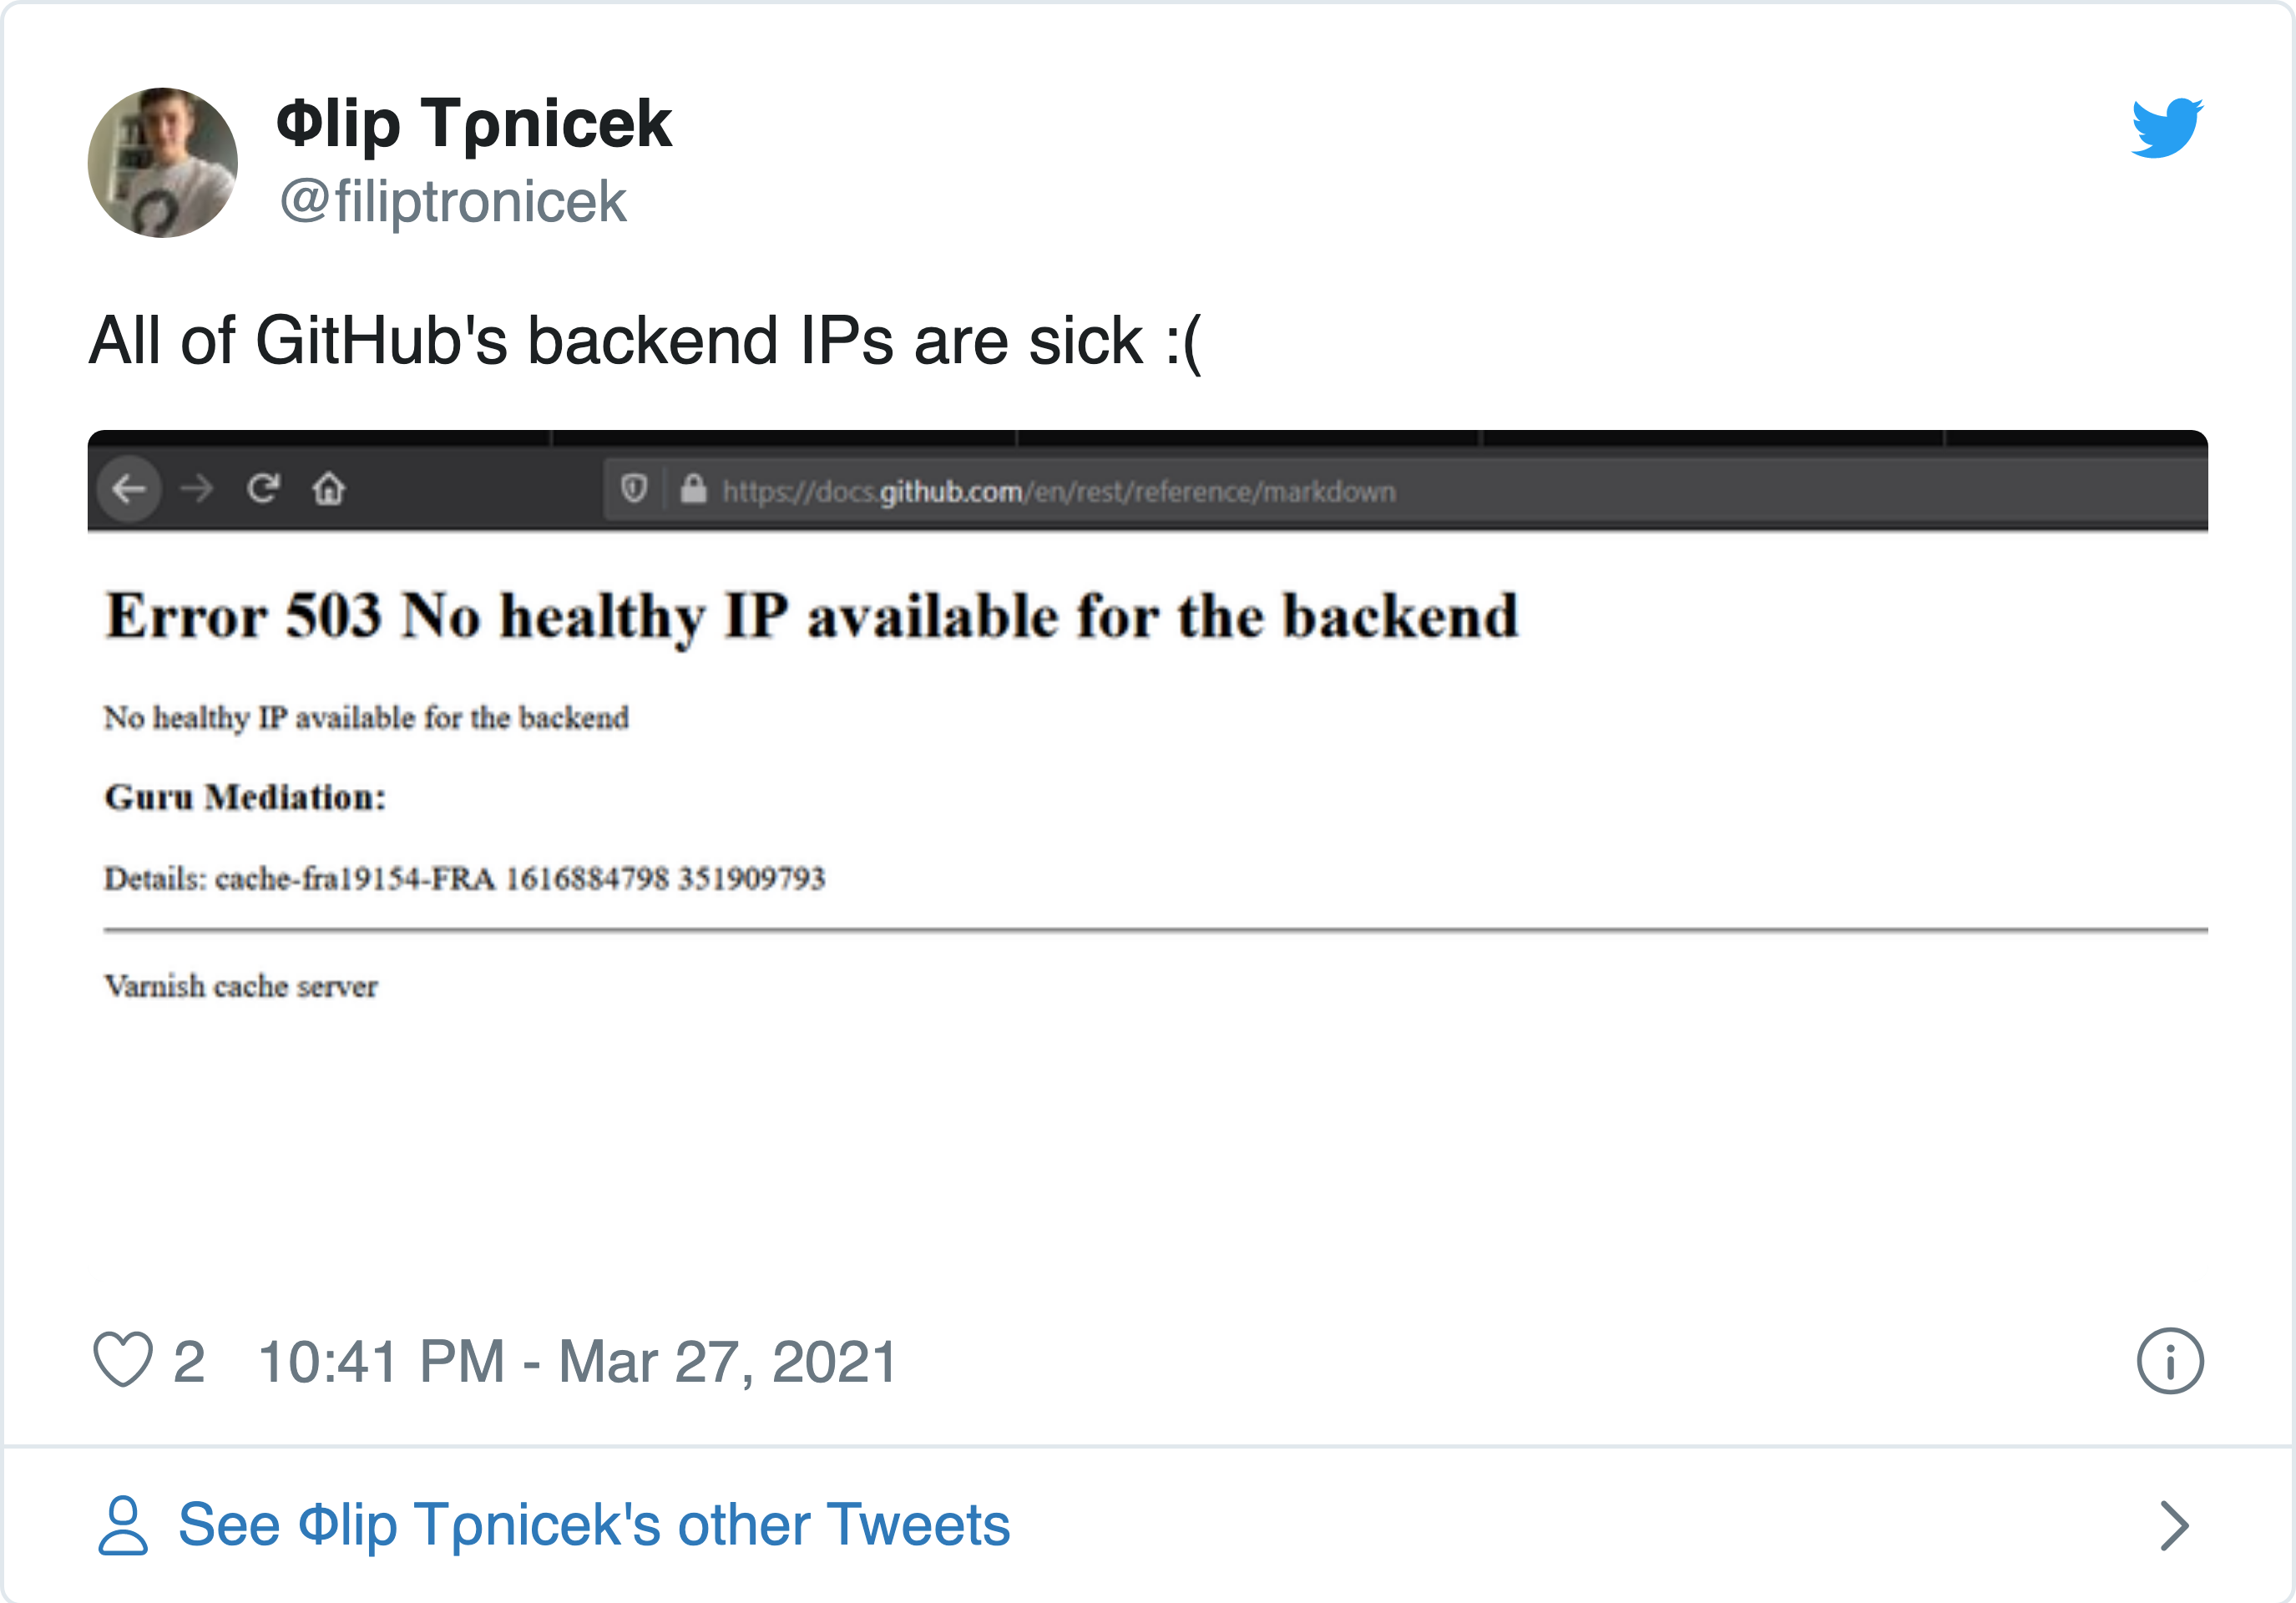 Φlip Tρnicek
@filiptronicek
All of GitHub's backend IPs are sick :(
https://docs.github.com/en/rest/reference/markdown
Error 503 No healthy IP available for the backend
No healthy IP available for the backend
Guru Mediation:
Details: cache-fra19154-FRA 1616884798 351909793
Varnish cache server
2 10:41 PM - Mar 27, 2021
See Φlip Tρnicek's other Tweets